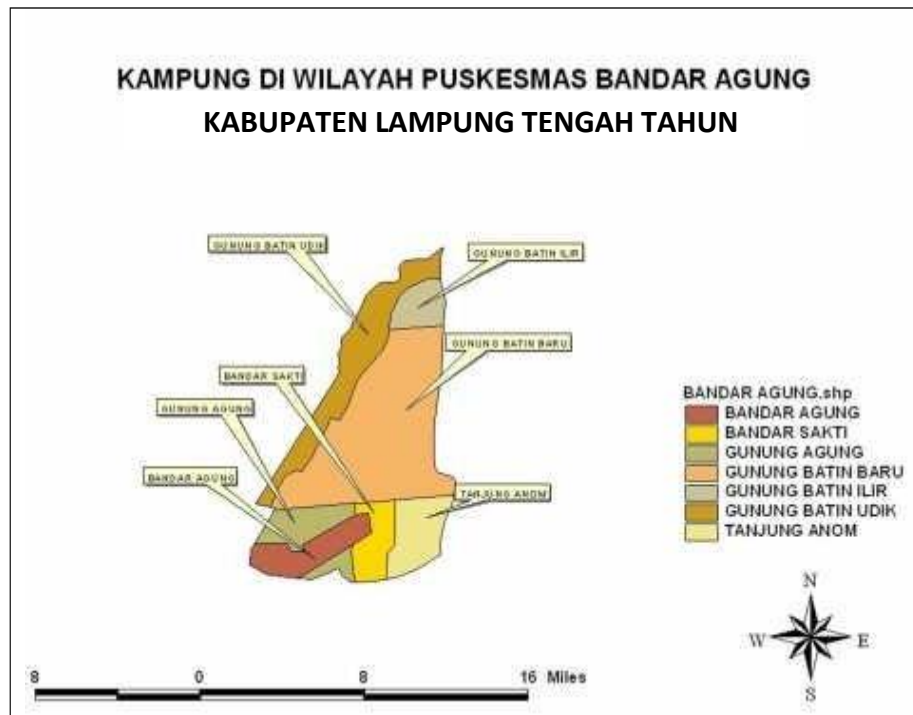 KAMPUNG DI WILAYAH PUSKESMAS BANDAR AGUNG
KABUPATEN LAMPUNG TENGAH TAHUN
GUNUNG BATIN UDIK
GUNUNG BATIN ILIR
GUNUNG BATIN BARU
BANDAR SAKTI
GUNUNG AGUNG
BANDAR AGUNG
TANJUNG ANOM
BANDAR AGUNG.shp
BANDAR AGUNG
BANDAR SAKTI
GUNUNG AGUNG
GUNUNG BATIN BARU
GUNUNG BATIN ILIR
GUNUNG BATIN UDIK
TANJUNG ANOM
N
W E
S
8 0 8 16 Miles